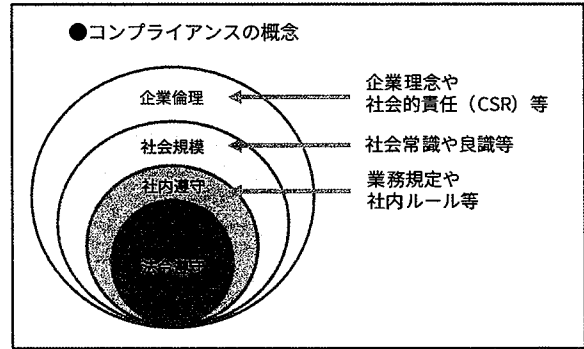 ●コンプライアンスの概念
企業倫理
企業理念や
社会的責任（CSR）等
社会規模
社会常識や良識等
社内遵守
業務規定や
社内ルール等
法令遵守